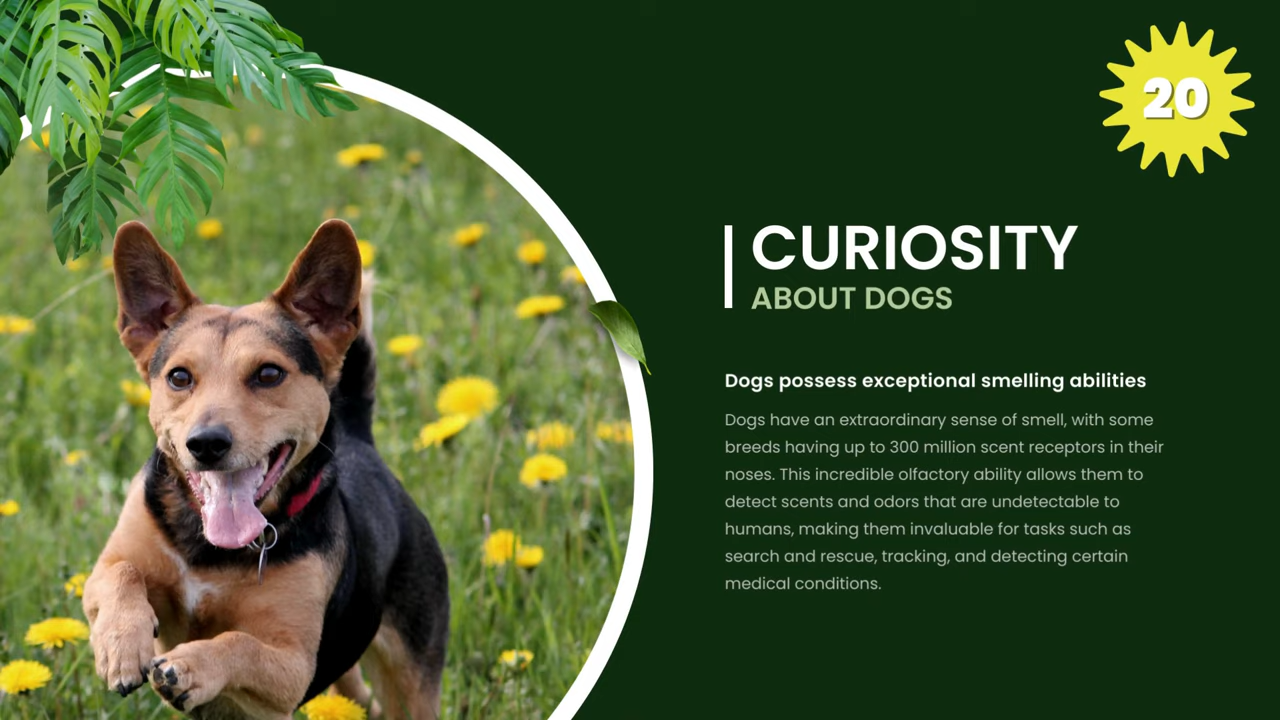 20
CURIOSITY
ABOUT DOGS
Dogs possess exceptional smelling abilities
Dogs have an extraordinary sense of smell, with some
breeds having up to 300 million scent receptors in their
noses. This incredible olfactory ability allows them to
detect scents and odors that are undetectable to
humans, making them invaluable for tasks such as
search and rescue, tracking, and detecting certain
medical conditions.